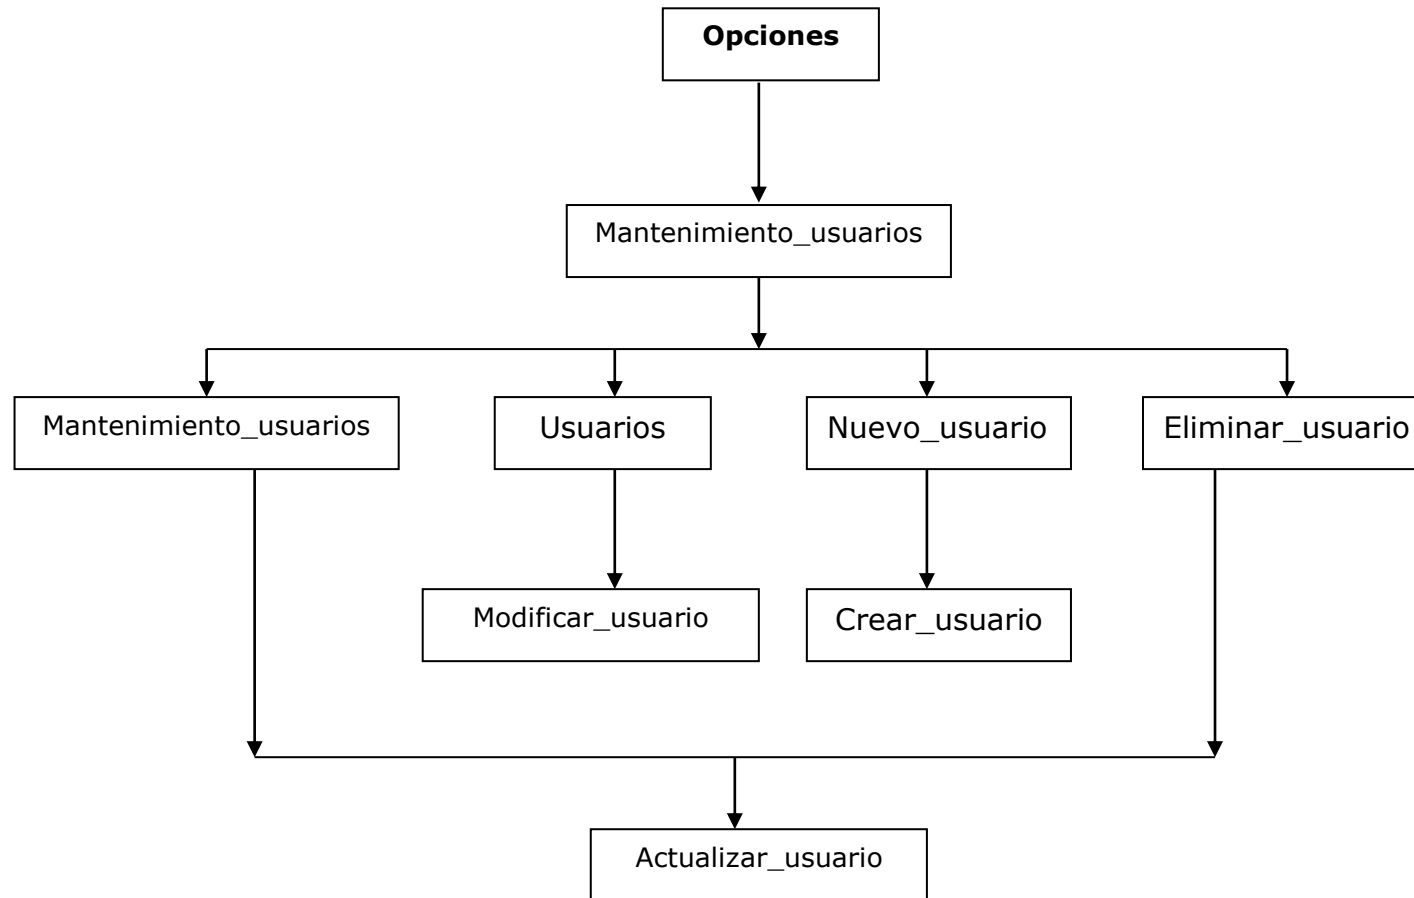 Opciones
Mantenimiento_usuarios
Mantenimiento_usuarios
Usuarios
Nuevo_usuario
Eliminar_usuario
Modificar_usuario
Crear_usuario
Actualizar_usuario